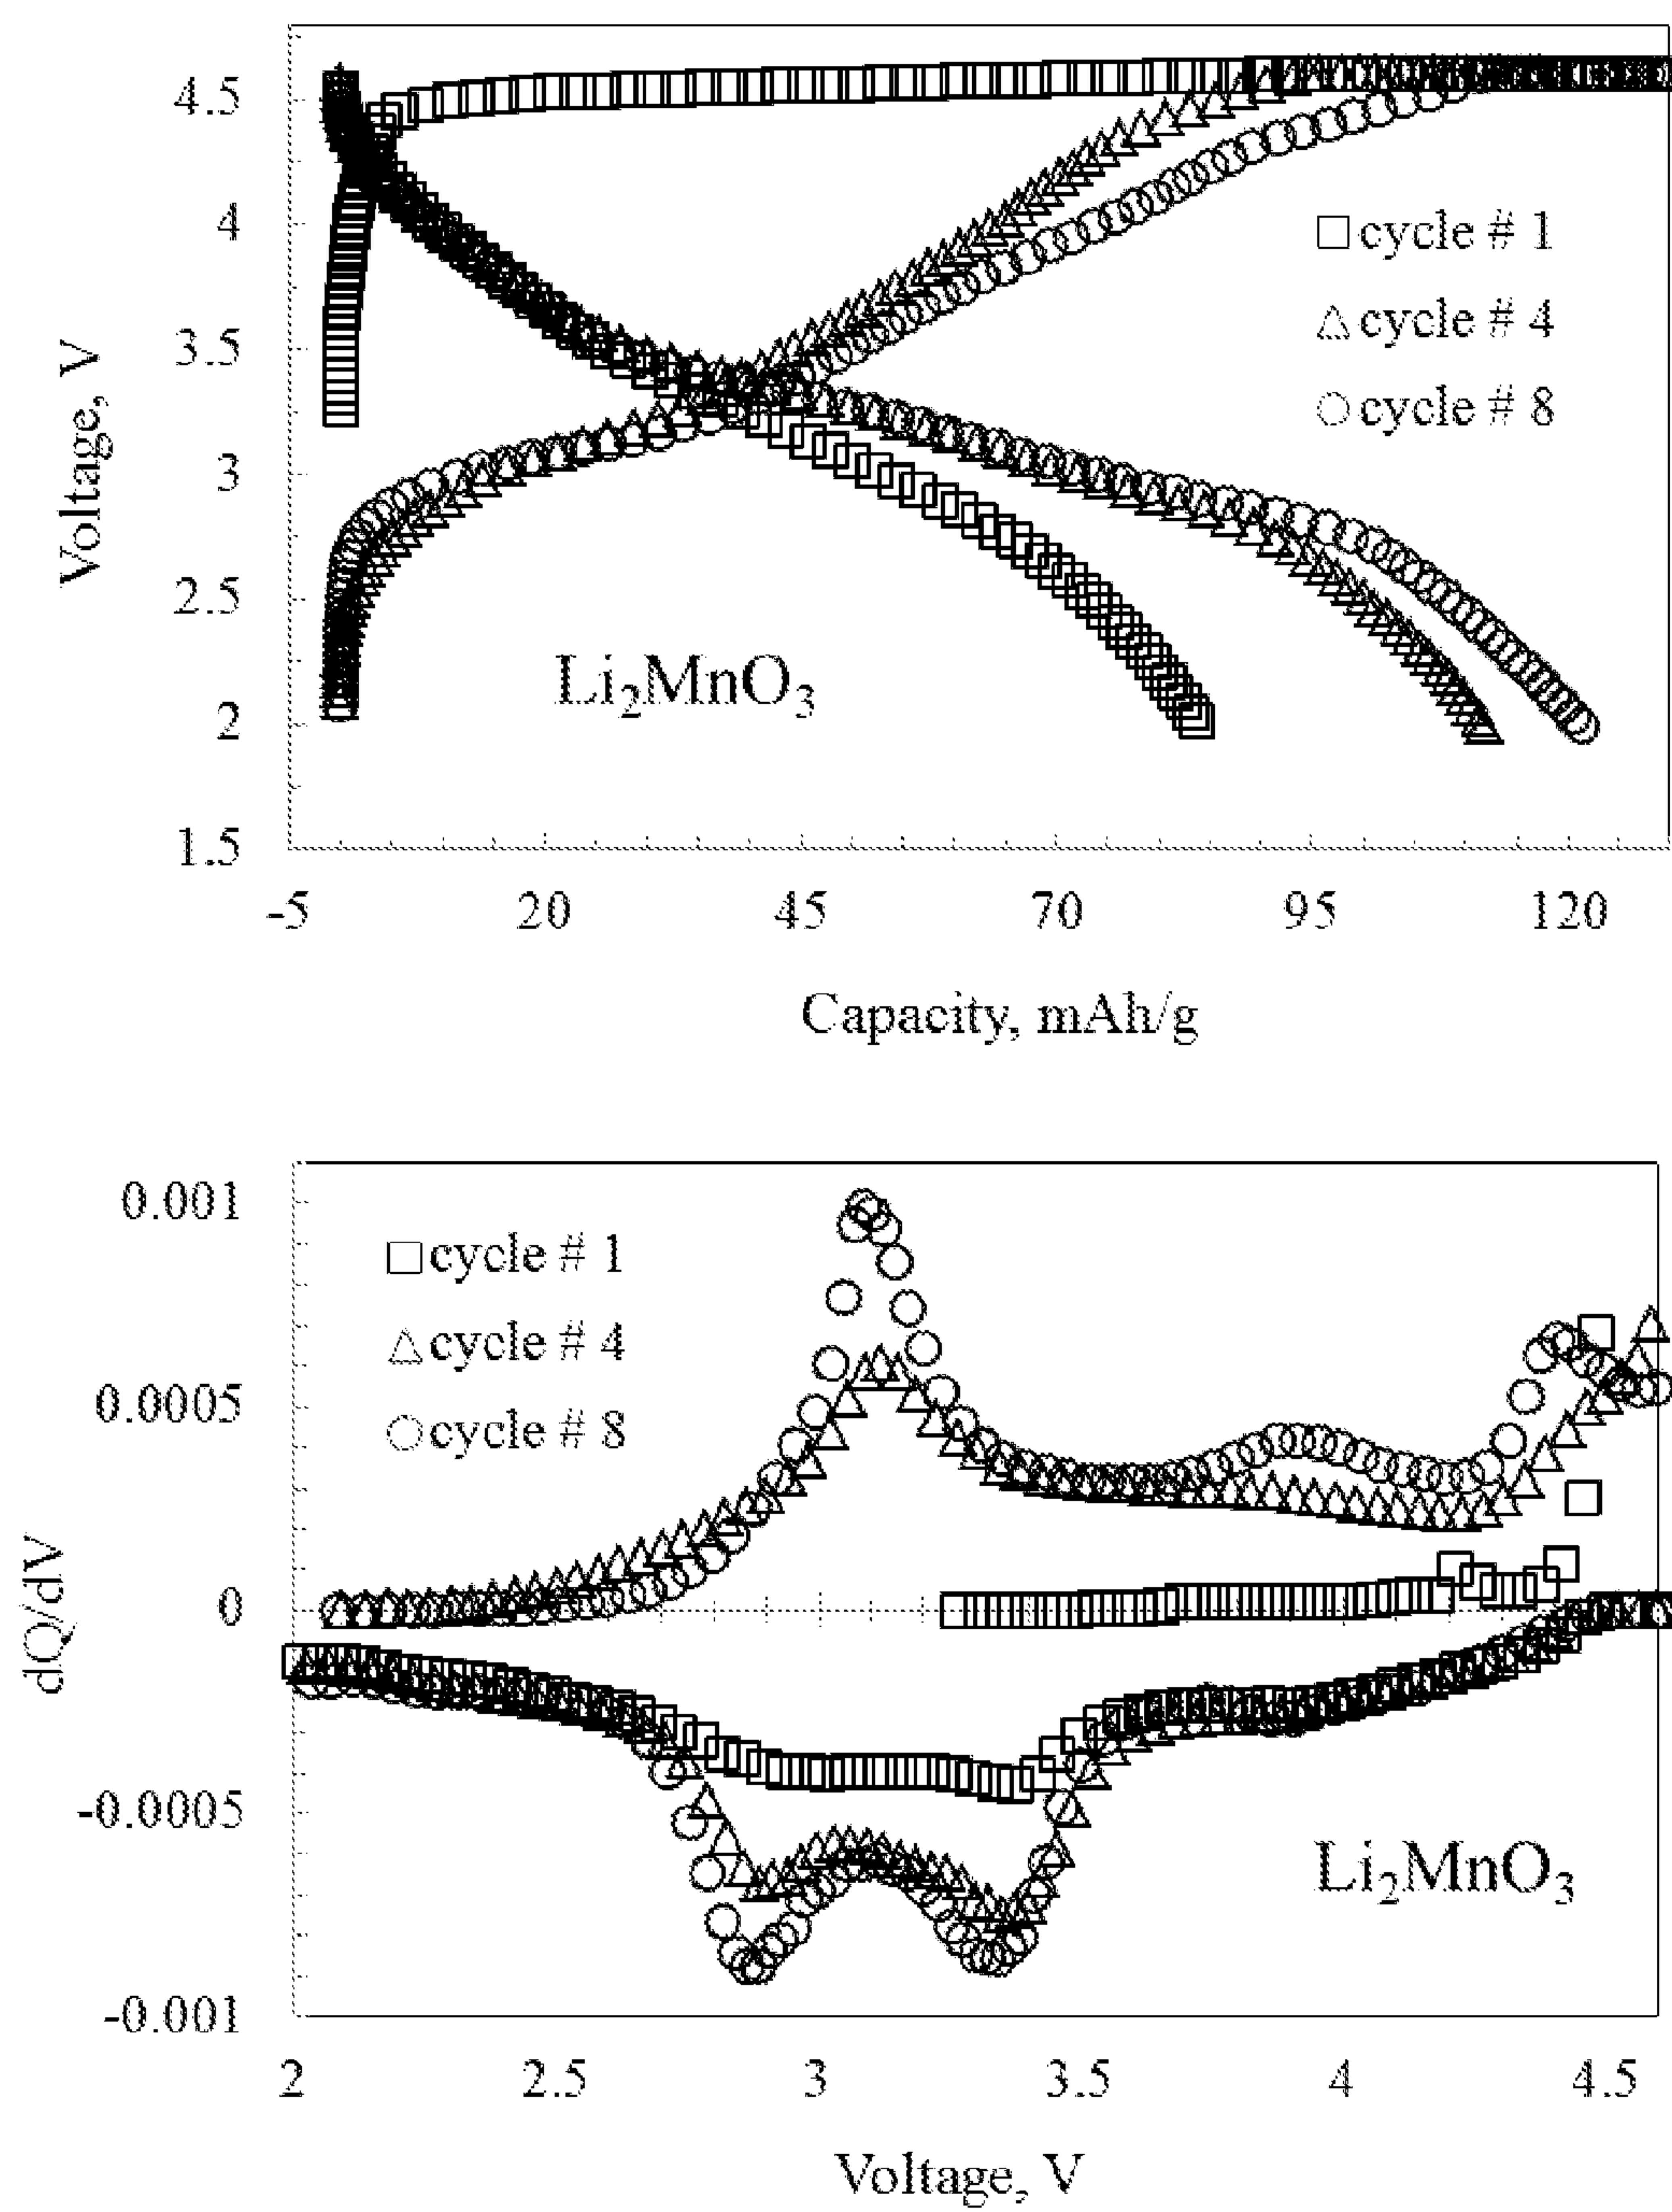 4.5
4
3.5
3
2.5
2
1.5
Voltage, V
cycle # 1
cycle # 4
cycle # 8
Li₂MnO₃
-5 20 45 70 95 120
Capacity, mAh/g
0.001
0.0005
0
-0.0005
-0.001
dQ/dV
cycle # 1
cycle # 4
cycle # 8
Li₂MnO₃
2 2.5 3 3.5 4 4.5
Voltage, V